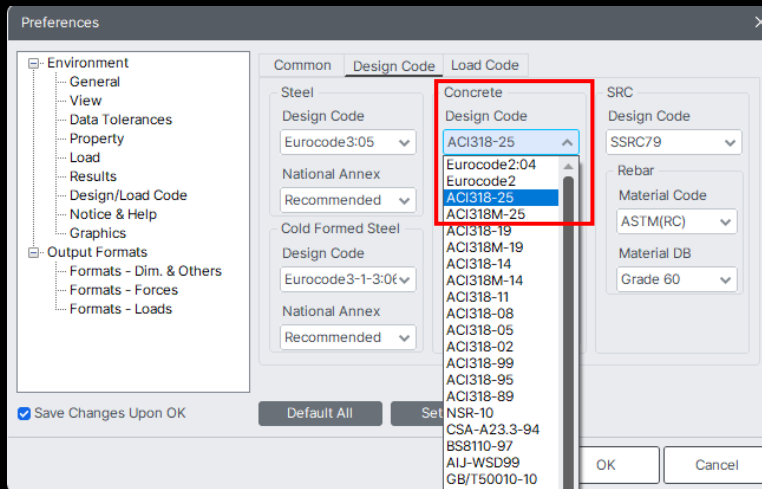 Preferences
Environment
General
View
Data Tolerances
Property
Load
Results
Design/Load Code
Notice & Help
Graphics
Output Formats
Formats - Dim. & Others
Formats - Forces
Formats - Loads
Save Changes Upon OK
Common
Design Code
Load Code
Steel
Design Code
Eurocode3:05
National Annex
Recommended
Cold Formed Steel
Design Code
Eurocode3-1-3:06
National Annex
Recommended
Concrete
Design Code
ACI318-25
Eurocode2:04
Eurocode2
ACI318-25
ACI318M-25
ACI318-19
ACI318M-19
ACI318-14
ACI318M-14
ACI318-11
ACI318-08
ACI318-05
ACI318-02
ACI318-99
ACI318-95
ACI318-89
NSR-10
CSA-A23.3-94
BS8110-97
AIJ-WSD99
GB/T50010-10
SRC
Design Code
SSRC79
Rebar
Material Code
ASTM(RC)
Material DB
Grade 60
Default All
Set
OK
Cancel